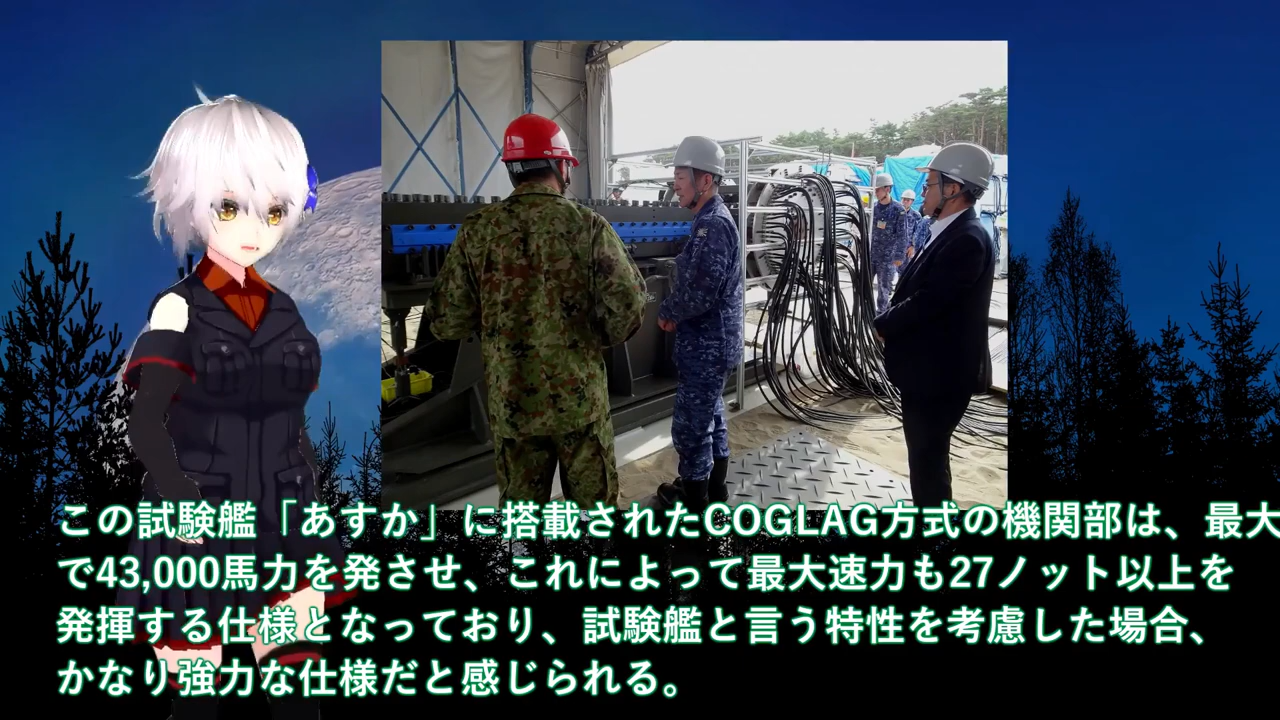 この試験艦「あすか」に搭載されたCOGLAG方式の機関部は、最大
で43,000馬力を発させ、これによって最大速力も27ノット以上を
発揮する仕様となっており、試験艦と言う特性を考慮した場合、
かなり強力な仕様だと感じられる。